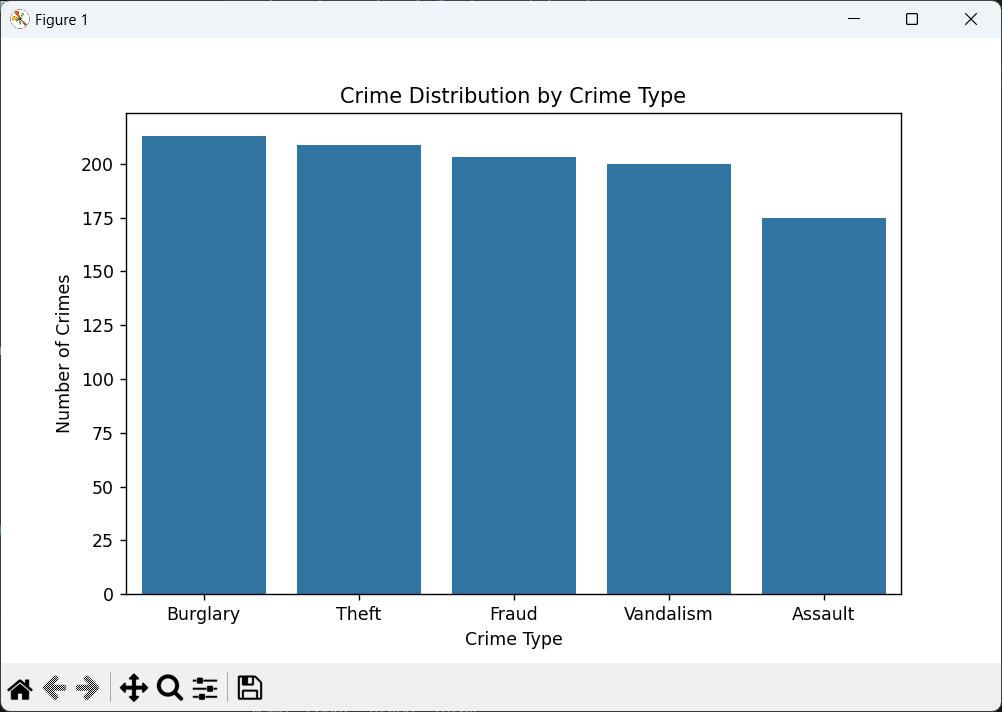 Figure 1
Crime Distribution by Crime Type
200
175
150
125
100
75
50
25
0
Number of Crimes
Burglary Theft Fraud Vandalism Assault
Crime Type